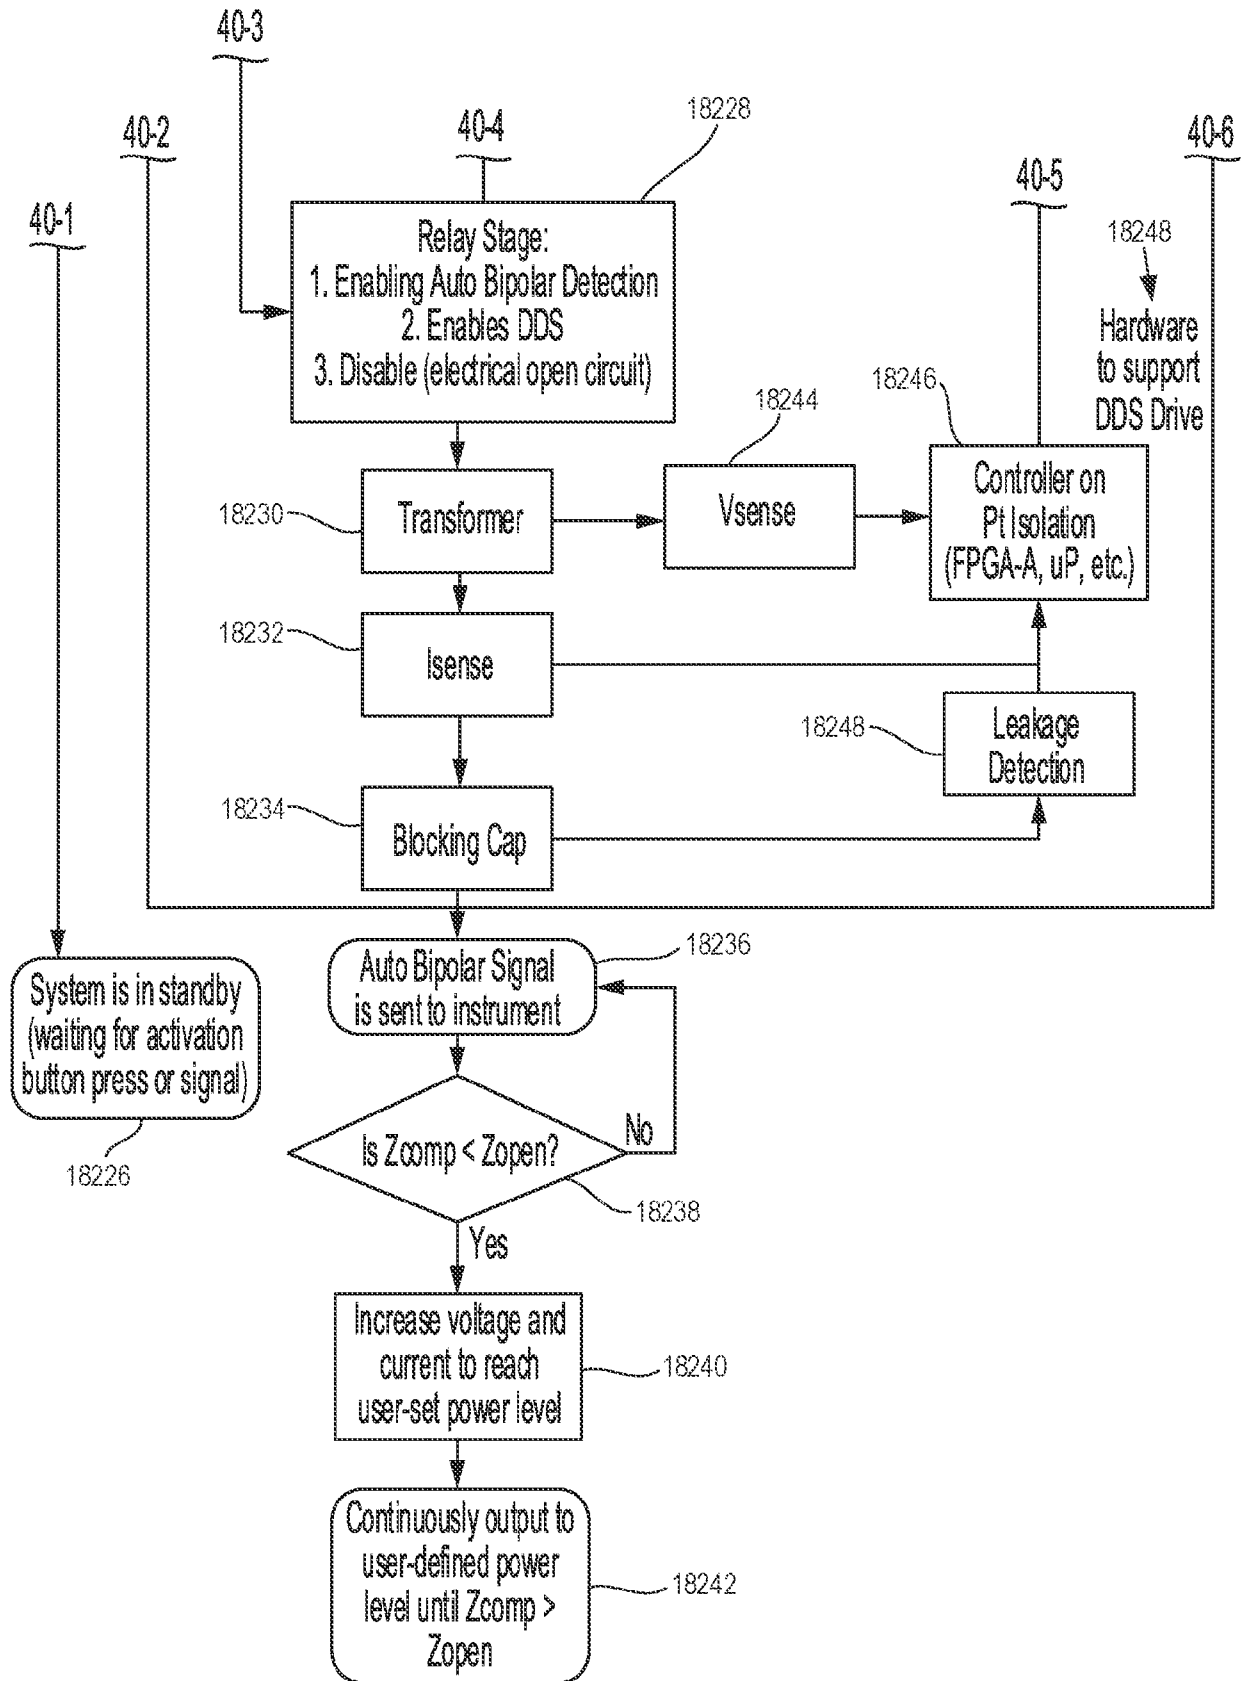 40-3
18228
40-2
40-4
40-6
40-5
40-1
18248
Relay Stage:
1. Enabling Auto Bipolar Detection
2. Enables DDS
3. Disable (electrical open circuit)
Hardware
to support
DDS Drive
18246
18244
18230
Transformer
Vsense
Controller on
Pt Isolation
(FPGA-A, uP, etc.)
18232
Isense
18248
Leakage
Detection
18234
Blocking Cap
18236
Auto Bipolar Signal
is sent to instrument
System is in standby
(waiting for activation
button press or signal)
18226
Is Zcomp < Zopen?
No
18238
Yes
Increase voltage and
current to reach
user-set power level
18240
Continuously output to
user-defined power
level until Zcomp >
Zopen
18242